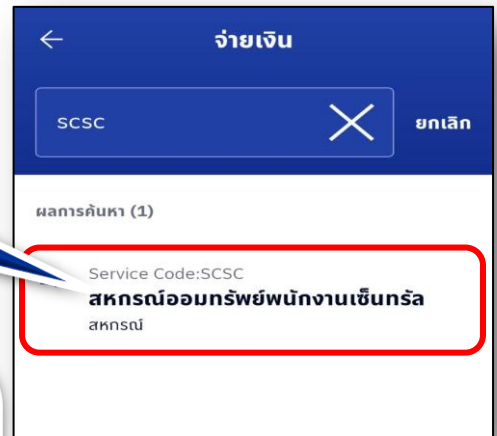 จ่ายเงิน
SCSC
ยกเลิก
ผลการค้นหา (1)
Service Code:SCSC
สหกรณ์ออมทรัพย์พนักงานเซ็นทรัล
สหกรณ์